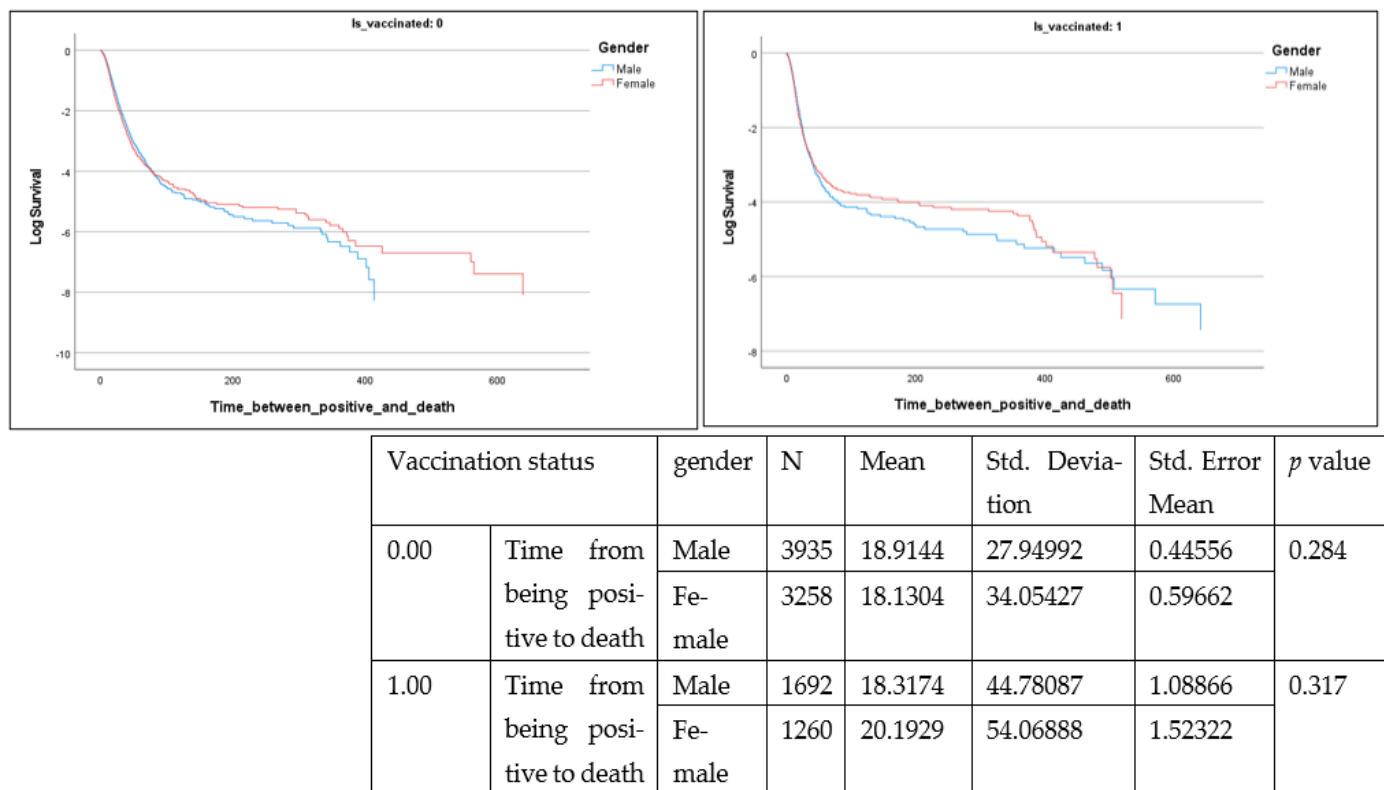 Is_vaccinated: 0
Gender
Male
Female
0
-2
-4
-6
-8
-10
Log Survival
0 200 400 600
Time_between_positive_and_death
Is_vaccinated: 1
Gender
Male
Female
0
-2
-4
-6
-8
Log Survival
0 200 400 600
Time_between_positive_and_death
Vaccination status gender N Mean Std. Devia- Std. Error p value
tion Mean
0.00 Time from Male 3935 18.9144 27.94992 0.44556 0.284
being posi- Fe- 3258 18.1304 34.05427 0.59662
tive to death male
1.00 Time from Male 1692 18.3174 44.78087 1.08866 0.317
being posi- Fe- 1260 20.1929 54.06888 1.52322
tive to death male